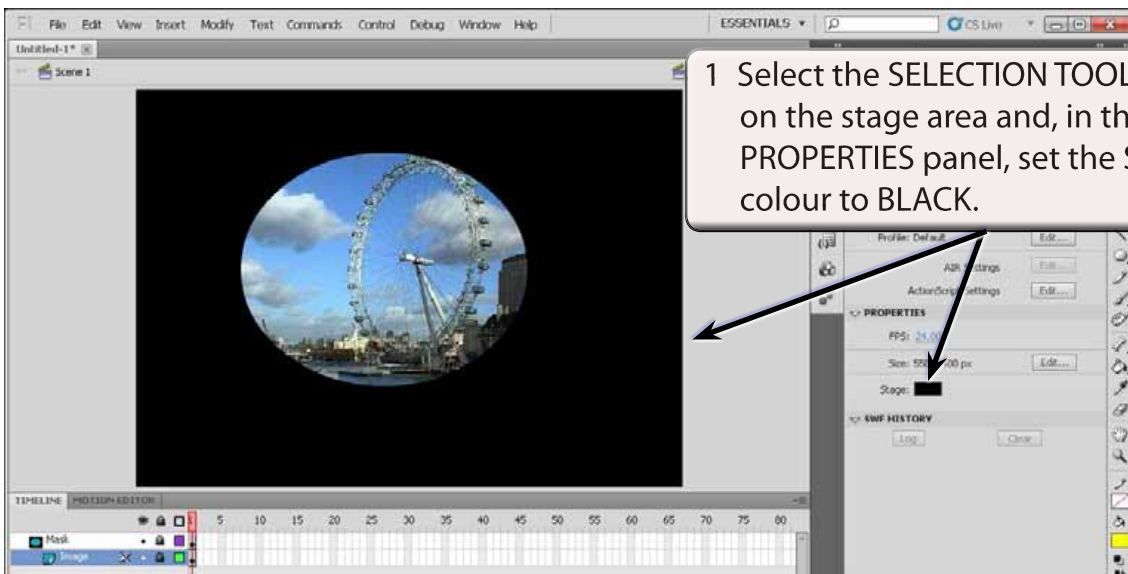 Fl File Edit View Insert Modify Text Commands Control Debug Window Help ESSENTIALS CS Live
Untitled-1*
Scene 1
1 Select the SELECTION TOOL
on the stage area and, in th
PROPERTIES panel, set the S
colour to BLACK.
Profile: Default Edit...
AIR Settings Edit...
ActionScript Settings Edit...
PROPERTIES
FPS: 24.00
Size: 550 400 px Edit...
Stage:
SWF HISTORY
Log Clear
TIMELINE MOTION EDITOR
1 5 10 15 20 25 30 35 40 45 50 55 60 65 70 75 80
Mask
Image